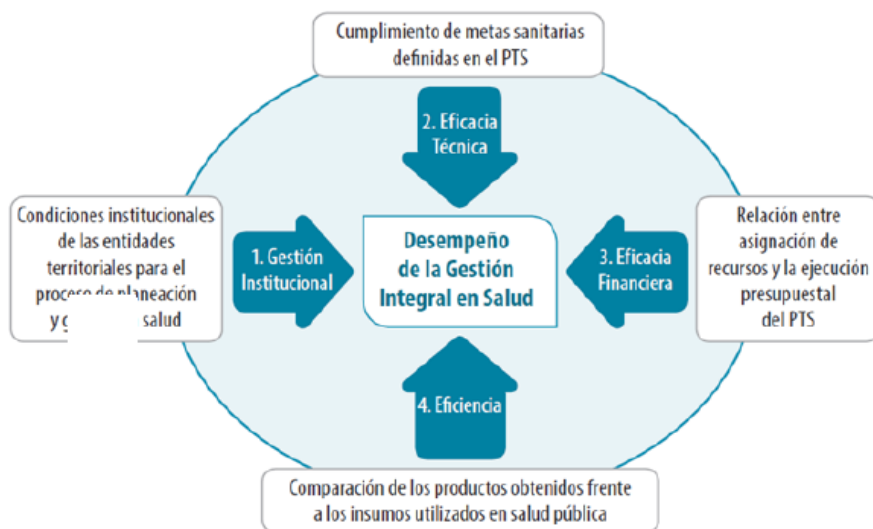 Cumplimiento de metas sanitarias
definidas en el PTS
2. Eficacia
Técnica
Condiciones institucionales
de las entidades
territoriales para el
proceso de planeación
y salud
1. Gestión
Institucional
Desempeño
de la Gestión
Integral en Salud
3. Eficacia
Financiera
Relación entre
asignación de
recursos y la ejecución
presupuestal
del PTS
4. Eficiencia
Comparación de los productos obtenidos frente
a los insumos utilizados en salud pública